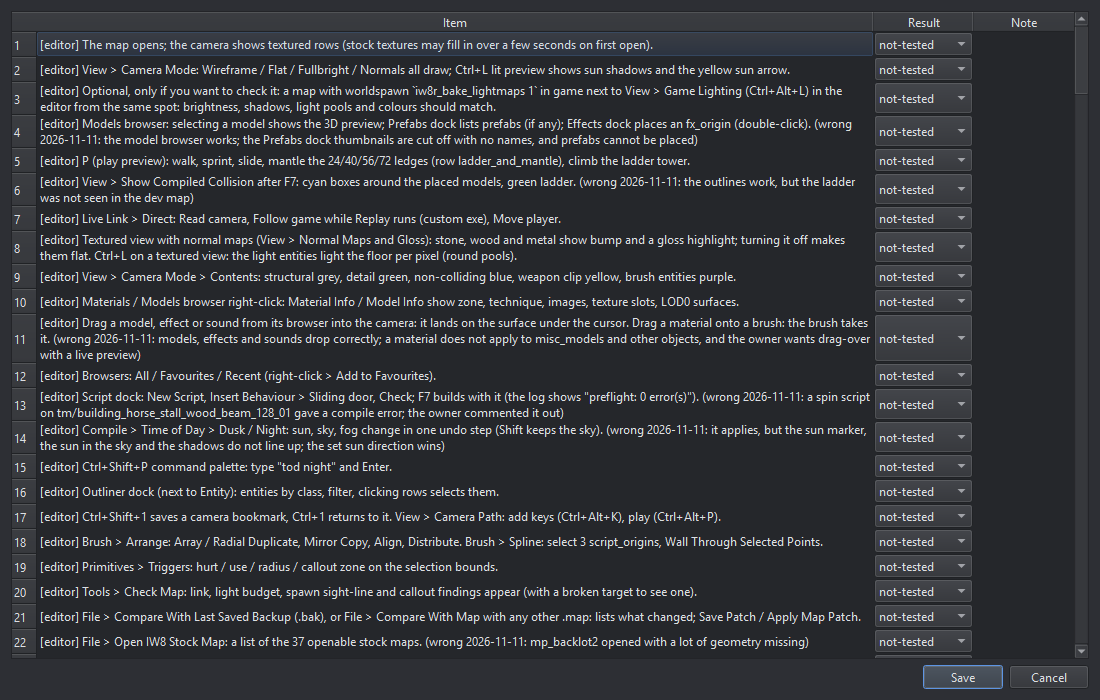 Item Result Note
1 [editor] The map opens; the camera shows textured rows (stock textures may fill in over a few seconds on first open). not-tested
2 [editor] View > Camera Mode: Wireframe / Flat / Fullbright / Normals all draw; Ctrl+L lit preview shows sun shadows and the yellow sun arrow. not-tested
3 [editor] Optional, only if you want to check it: a map with worldspawn `iw8r_bake_lightmaps 1` in game next to View > Game Lighting (Ctrl+Alt+L) in the
editor from the same spot: brightness, shadows, light pools and colours should match. not-tested
4 [editor] Models browser: selecting a model shows the 3D preview; Prefabs dock lists prefabs (if any); Effects dock places an fx_origin (double-click). (wrong
2026-11-11: the model browser works; the Prefabs dock thumbnails are cut off with no names, and prefabs cannot be placed) not-tested
5 [editor] P (play preview): walk, sprint, slide, mantle the 24/40/56/72 ledges (row ladder_and_mantle), climb the ladder tower. not-tested
6 [editor] View > Show Compiled Collision after F7: cyan boxes around the placed models, green ladder. (wrong 2026-11-11: the outlines work, but the ladder
was not seen in the dev map) not-tested
7 [editor] Live Link > Direct: Read camera, Follow game while Replay runs (custom exe), Move player. not-tested
8 [editor] Textured view with normal maps (View > Normal Maps and Gloss): stone, wood and metal show bump and a gloss highlight; turning it off makes
them flat. Ctrl+L on a textured view: the light entities light the floor per pixel (round pools). not-tested
9 [editor] View > Camera Mode > Contents: structural grey, detail green, non-colliding blue, weapon clip yellow, brush entities purple. not-tested
10 [editor] Materials / Models browser right-click: Material Info / Model Info show zone, technique, images, texture slots, LOD0 surfaces. not-tested
11 [editor] Drag a model, effect or sound from its browser into the camera: it lands on the surface under the cursor. Drag a material onto a brush: the brush takes
it. (wrong 2026-11-11: models, effects and sounds drop correctly; a material does not apply to misc_models and other objects, and the owner wants drag-over
with a live preview) not-tested
12 [editor] Browsers: All / Favourites / Recent (right-click > Add to Favourites). not-tested
13 [editor] Script dock: New Script, Insert Behaviour > Sliding door, Check; F7 builds with it (the log shows "preflight: 0 error(s)"). (wrong 2026-11-11: a spin script
on tm/building_horse_stall_wood_beam_128_01 gave a compile error; the owner commented it out) not-tested
14 [editor] Compile > Time of Day > Dusk / Night: sun, sky, fog change in one undo step (Shift keeps the sky). (wrong 2026-11-11: it applies, but the sun marker,
the sun in the sky and the shadows do not line up; the set sun direction wins) not-tested
15 [editor] Ctrl+Shift+P command palette: type "tod night" and Enter. not-tested
16 [editor] Outliner dock (next to Entity): entities by class, filter, clicking rows selects them. not-tested
17 [editor] Ctrl+Shift+1 saves a camera bookmark, Ctrl+1 returns to it. View > Camera Path: add keys (Ctrl+Alt+K), play (Ctrl+Alt+P). not-tested
18 [editor] Brush > Arrange: Array / Radial Duplicate, Mirror Copy, Align, Distribute. Brush > Spline: select 3 script_origins, Wall Through Selected Points. not-tested
19 [editor] Primitives > Triggers: hurt / use / radius / callout zone on the selection bounds. not-tested
20 [editor] Tools > Check Map: link, light budget, spawn sight-line and callout findings appear (with a broken target to see one). not-tested
21 [editor] File > Compare With Last Saved Backup (.bak), or File > Compare With Map with any other .map: lists what changed; Save Patch / Apply Map Patch. not-tested
22 [editor] File > Open IW8 Stock Map: a list of the 37 openable stock maps. (wrong 2026-11-11: mp_backlot2 opened with a lot of geometry missing) not-tested
Save Cancel